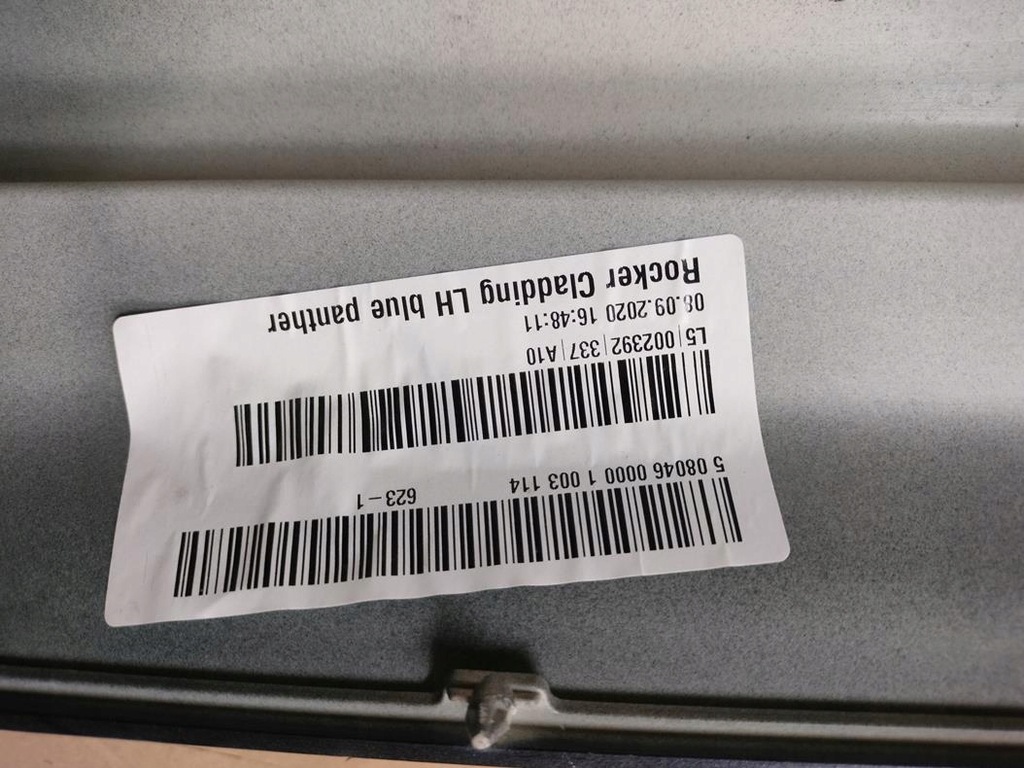 Rocker Cladding LH blue panther
08.09.2020 16:48:11
L5|002392|337|A10
5 08046 0000 1 003 114 623-1